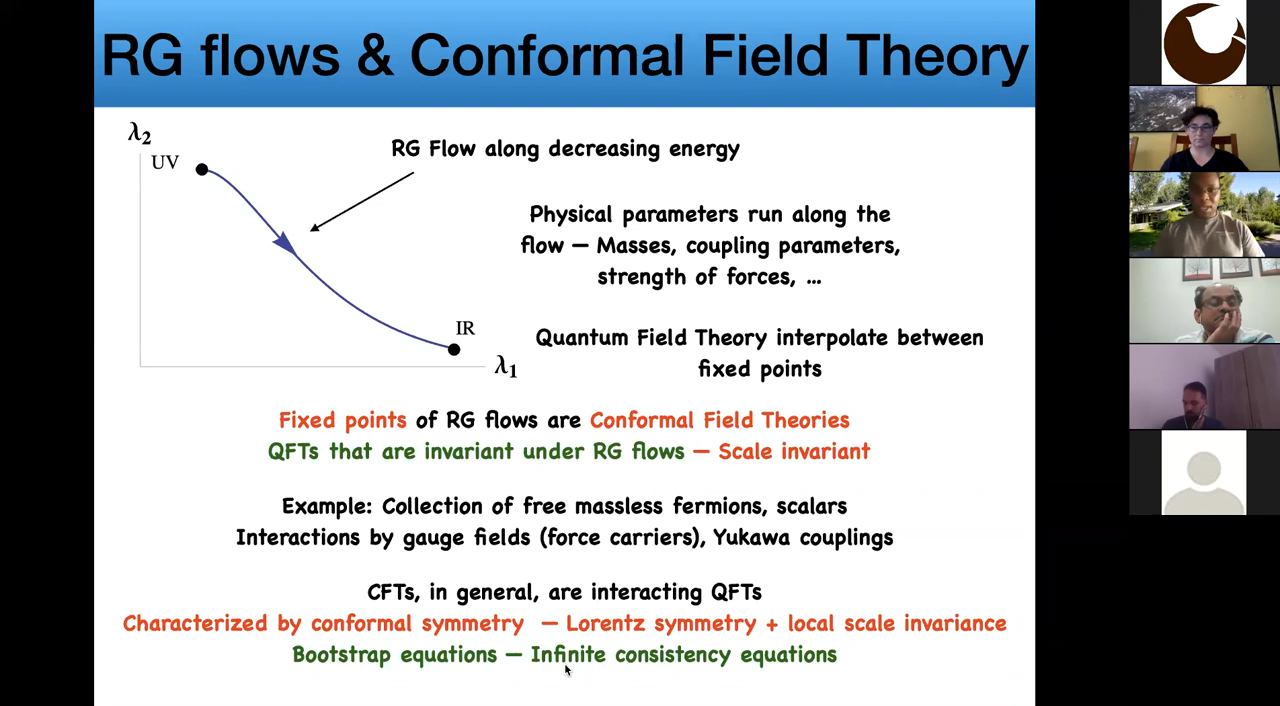 RG flows & Conformal Field Theory
λ₂
UV
RG Flow along decreasing energy
Physical parameters run along the
flow – Masses, coupling parameters,
strength of forces, ...
IR
Quantum Field Theory interpolate between
fixed points
λ₁
Fixed points of RG flows are Conformal Field Theories
QFTs that are invariant under RG flows – Scale invariant
Example: Collection of free massless fermions, scalars
Interactions by gauge fields (force carriers), Yukawa couplings
CFTs, in general, are interacting QFTs
Characterized by conformal symmetry – Lorentz symmetry + local scale invariance
Bootstrap equations – Infinite consistency equations